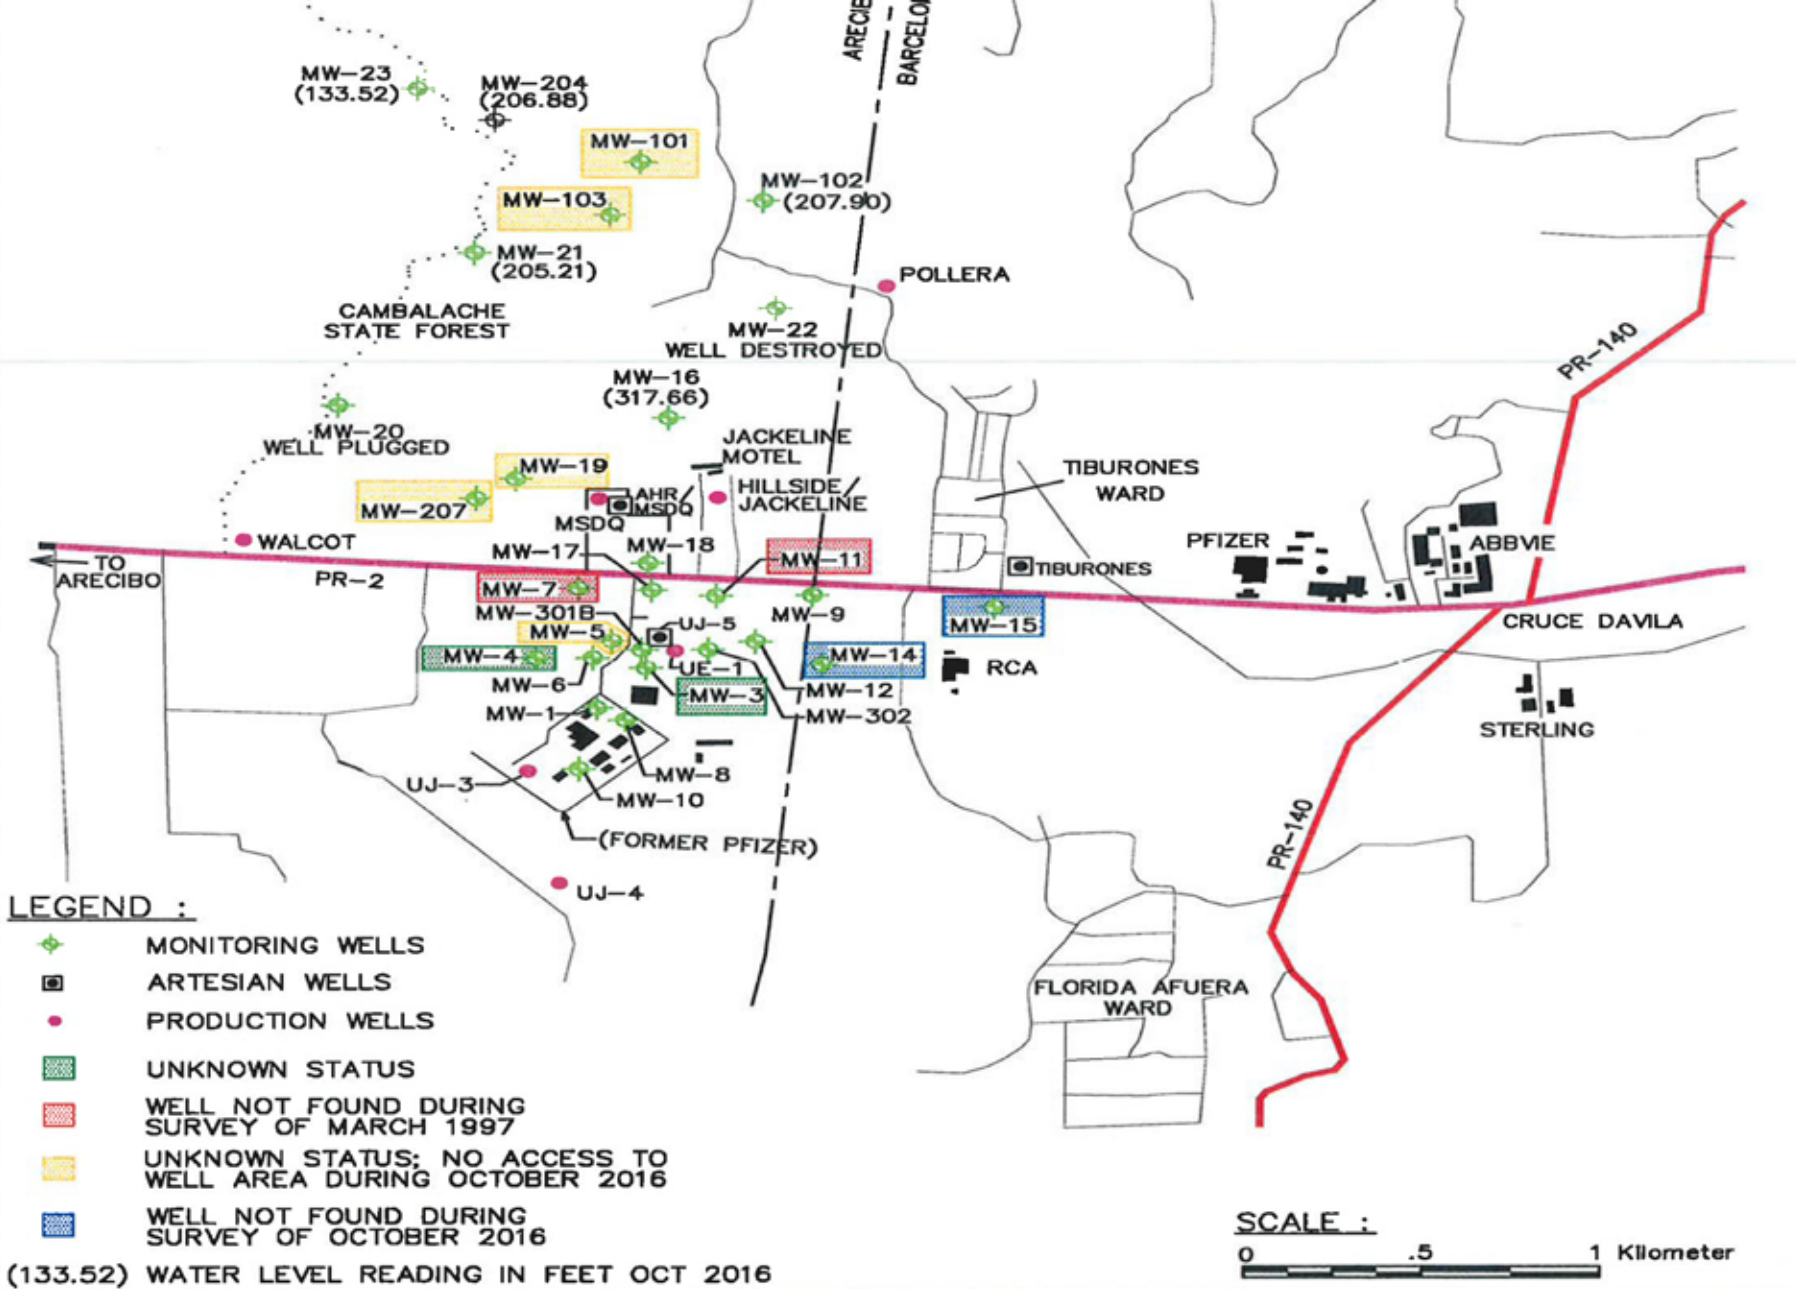 ARECIB
BARCELO
MW-23
(133.52)
MW-204
(206.88)
MW-101
MW-103
MW-102
(207.90)
MW-21
(205.21)
POLLERA
CAMBALACHE
STATE FOREST
MW-22
WELL DESTROYED
PR-140
MW-16
(317.66)
MW-20
WELL PLUGGED
JACKELINE
MOTEL
MW-19
MW-207
AHR
MSDQ
MSDQ
HILLSIDE/
JACKELINE
TIBURONES
WARD
WALCOT
TO
ARECIBO
PR-2
MW-17
MW-18
MW-11
TIBURONES
PFIZER
ABBVIE
MW-7
MW-301B
MW-9
MW-15
CRUCE DAVILA
MW-5
UJ-5
MW-4
UE-1
MW-14
RCA
MW-6
MW-3
MW-12
MW-1
MW-302
STERLING
UJ-3
MW-8
MW-10
(FORMER PFIZER)
PR-140
UJ-4
FLORIDA AFUERA
WARD
LEGEND :
MONITORING WELLS
ARTESIAN WELLS
PRODUCTION WELLS
UNKNOWN STATUS
WELL NOT FOUND DURING
SURVEY OF MARCH 1997
UNKNOWN STATUS; NO ACCESS TO
WELL AREA DURING OCTOBER 2016
WELL NOT FOUND DURING
SURVEY OF OCTOBER 2016
(133.52) WATER LEVEL READING IN FEET OCT 2016
SCALE :
0 .5 1 Kilometer